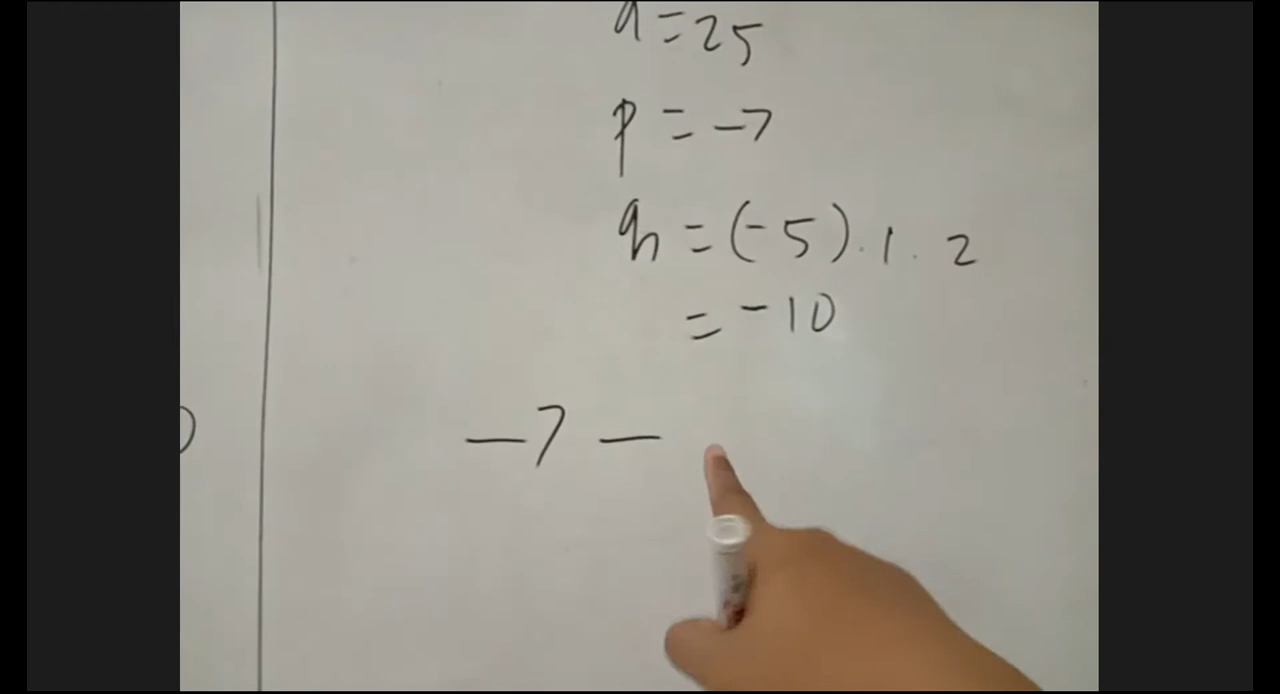 = 25
p = -7
q = (-5) . 1 . 2
= -10
-7 -